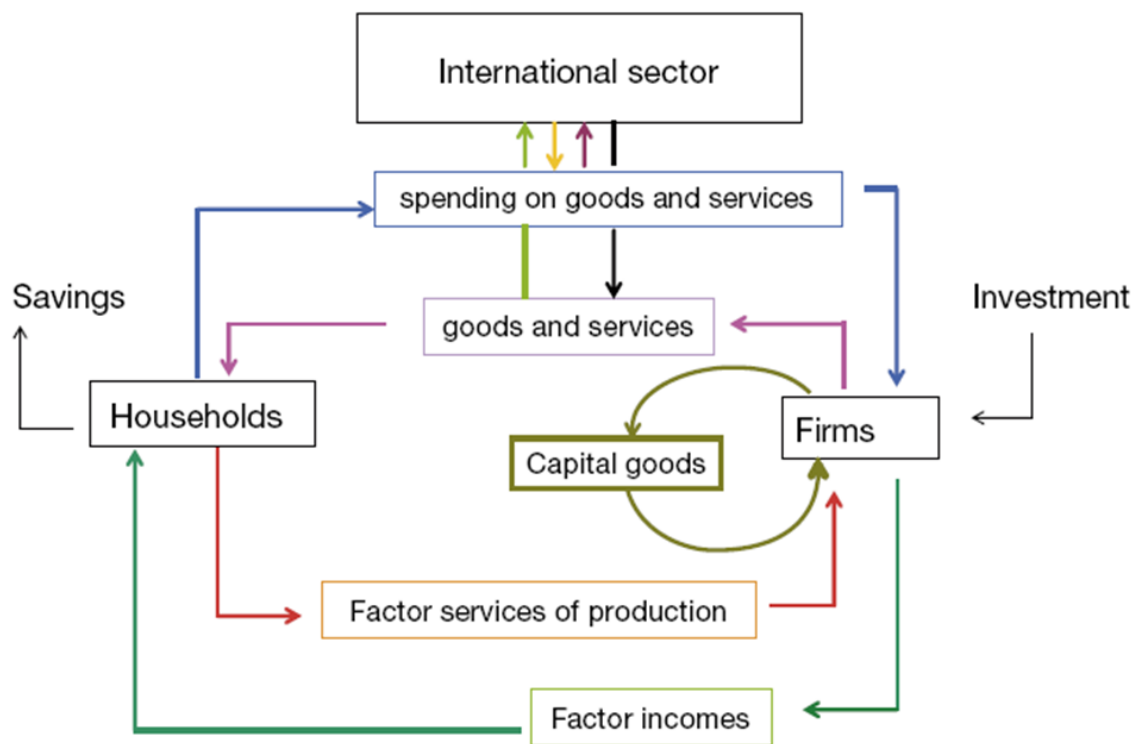 International sector
spending on goods and services
Savings
Investment
goods and services
Households
Firms
Capital goods
Factor services of production
Factor incomes